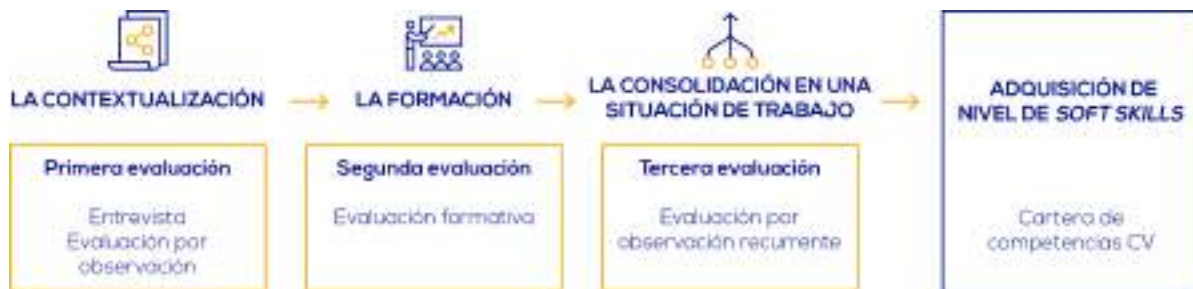 LA CONTEXTUALIZACIÓN
Primera evaluación
Entrevista
Evaluación por
observación
LA FORMACIÓN
Segunda evaluación
Evaluación formativa
LA CONSOLIDACIÓN EN UNA
SITUACIÓN DE TRABAJO
Tercera evaluación
Evaluación por
observación recurrente
ADQUISICIÓN DE
NIVEL DE SOFT SKILLS
Cartera de
competencias CV